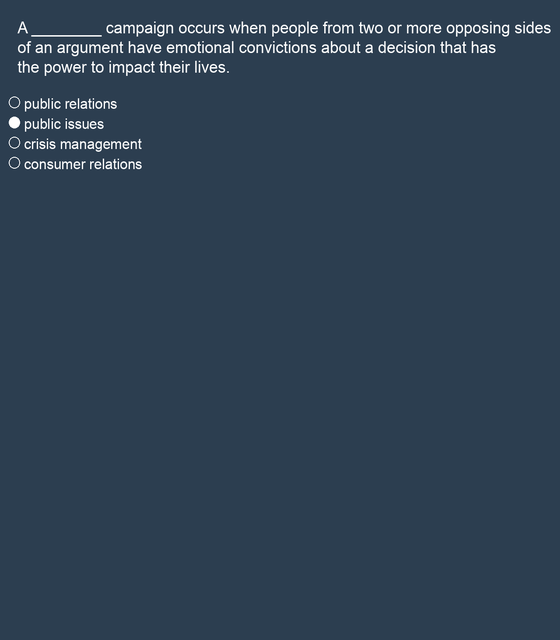 A ________ campaign occurs when people from two or more opposing sides
of an argument have emotional convictions about a decision that has
the power to impact their lives.
public relations
public issues
crisis management
consumer relations